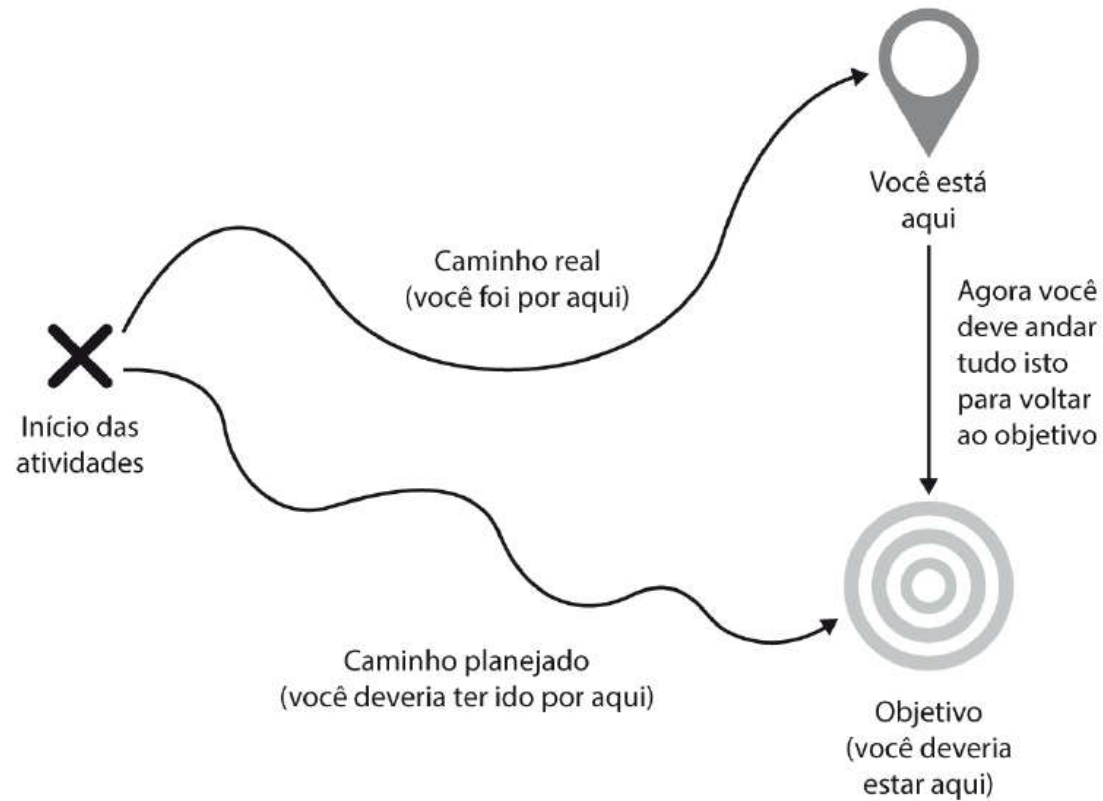 Você está
aqui
Caminho real
(você foi por aqui)
Agora você
deve andar
tudo isto
para voltar
ao objetivo
Início das
atividades
Caminho planejado
(você deveria ter ido por aqui)
Objetivo
(você deveria
estar aqui)